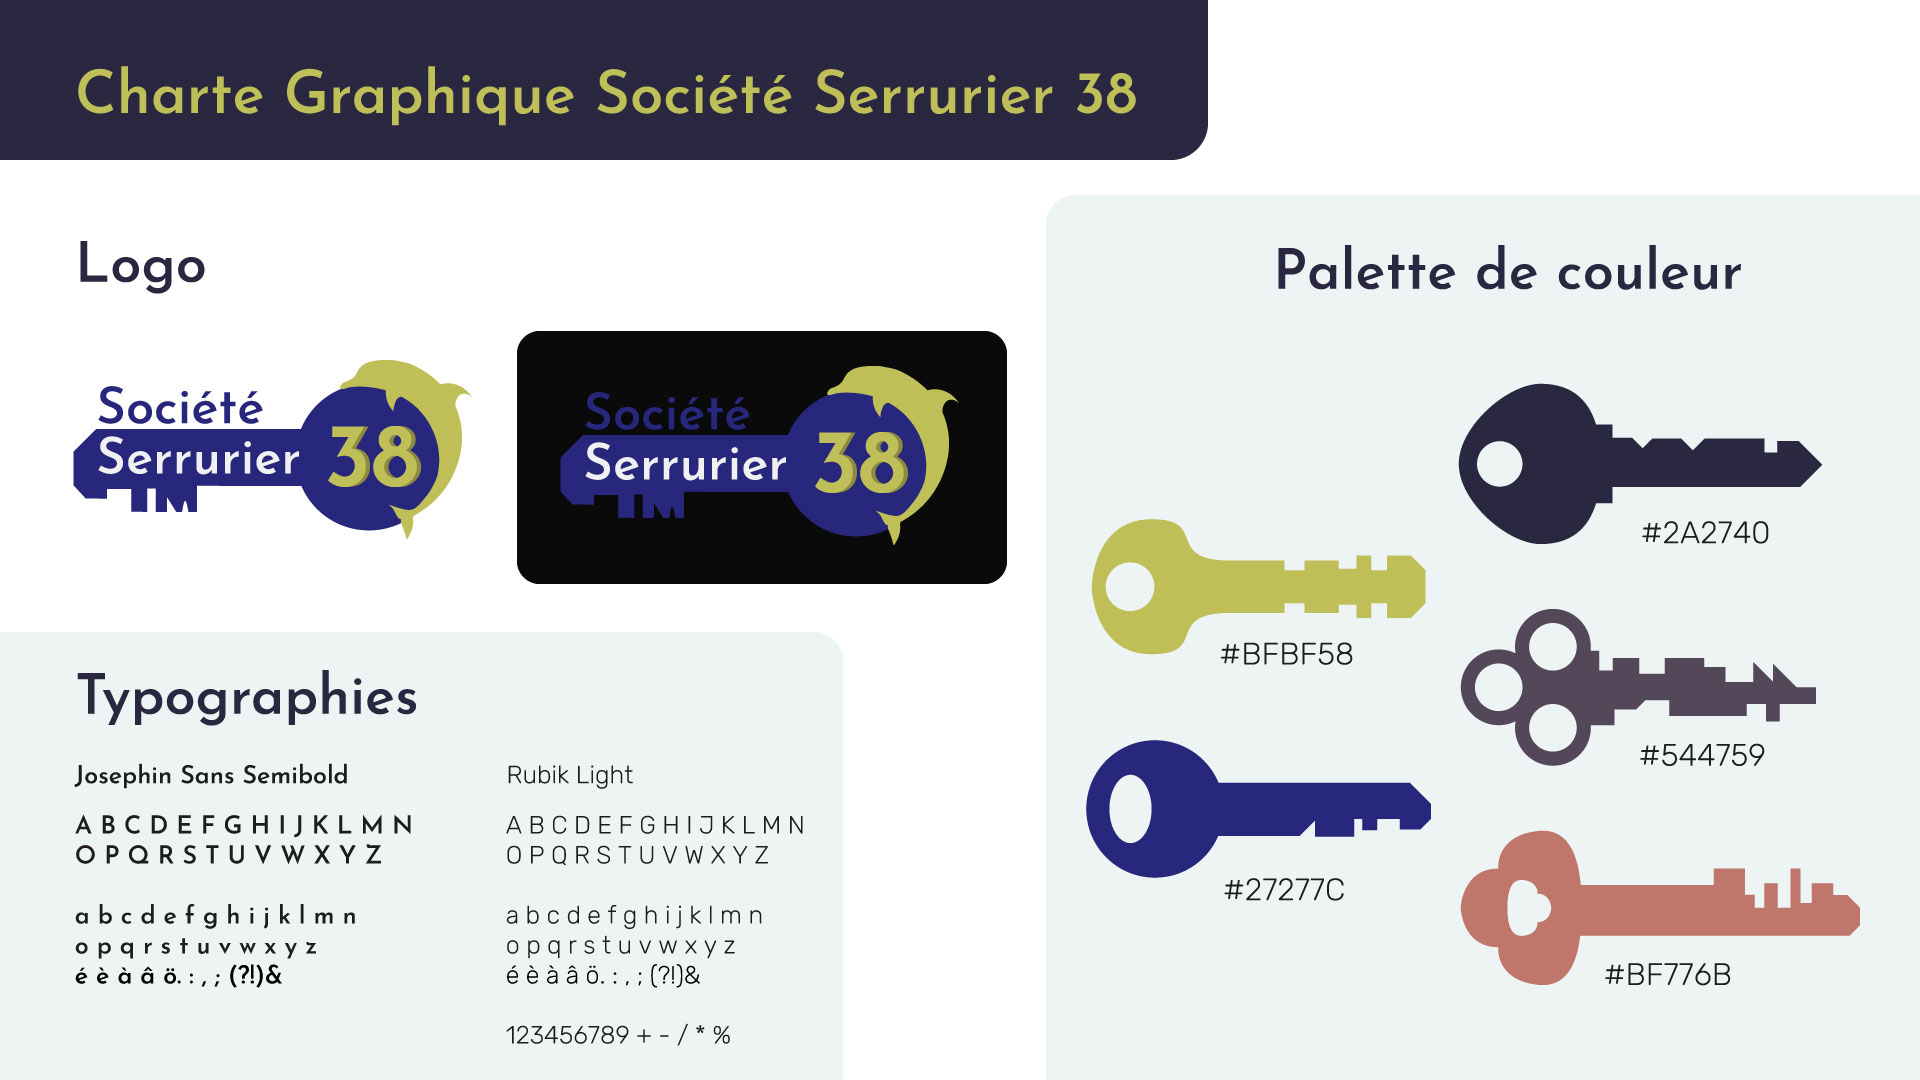 Charte Graphique Société Serrurier 38
Logo
Société
Serrurier
38
Société
Serrurier
38
Typographies
Josephin Sans Semibold
A B C D E F G H I J K L M N
O P Q R S T U V W X Y Z
a b c d e f g h i j k l m n
o p q r s t u v w x y z
é è à à â ö. : , ; (?!)&
Rubik Light
A B C D E F G H I J K L M N
O P Q R S T U V W X Y Z
a b c d e f g h i j k l m n
o p q r s t u v w x y z
é è à à â ö. : , ; (?!)&
123456789 + - / * %
Palette de couleur
#2A2740
#BFBF58
#544759
#27277C
#BF776B